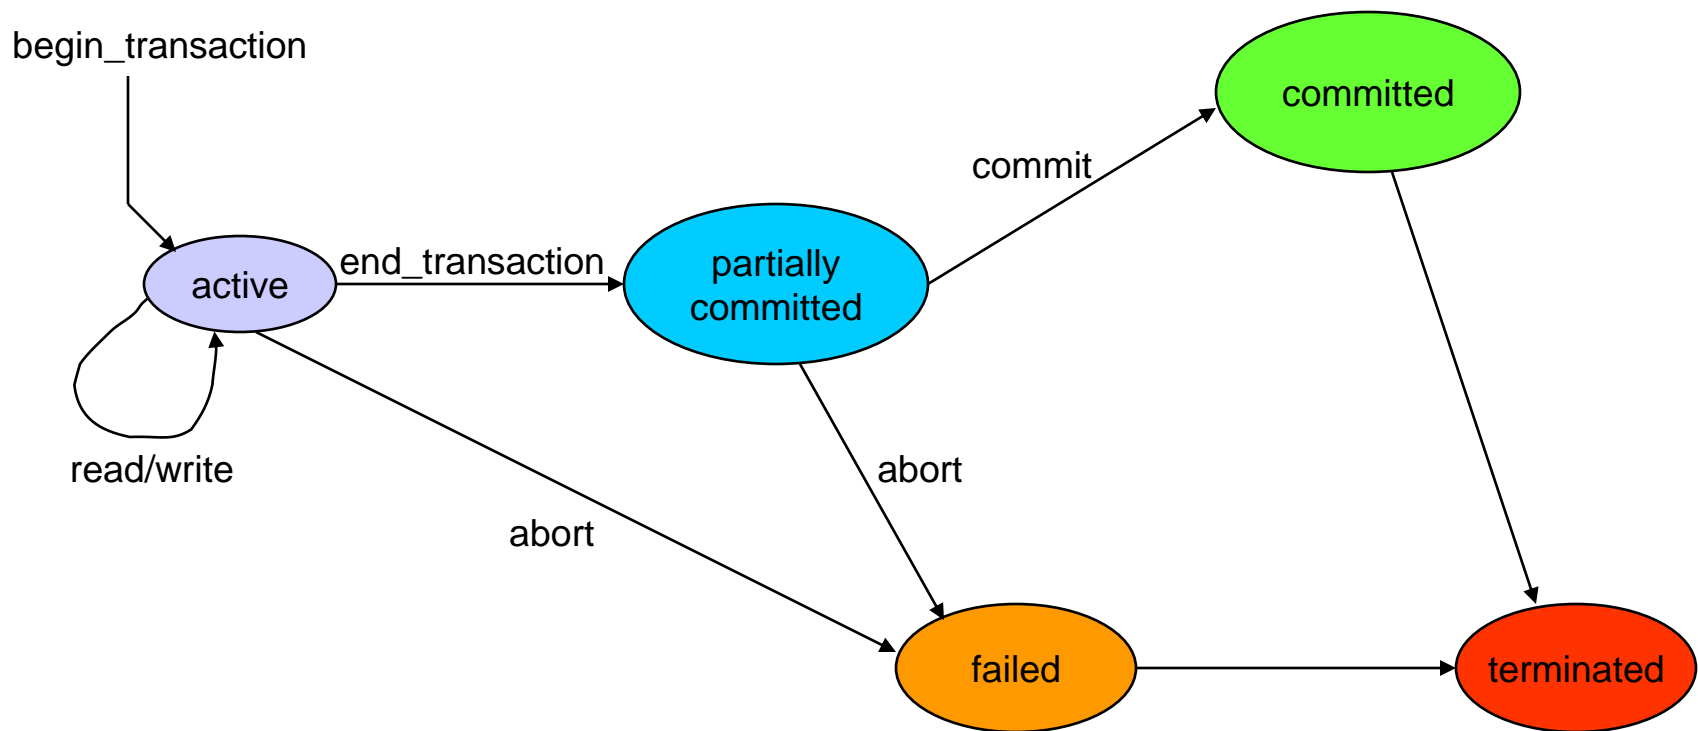 begin_transaction
committed
commit
end_transaction
active
partially
committed
read/write
abort
abort
failed
terminated